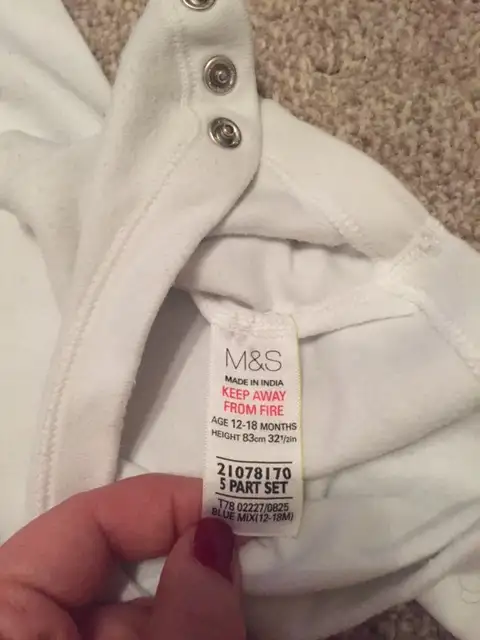 M&S
MADE IN INDIA
KEEP AWAY
FROM FIRE
AGE 12-18 MONTHS
HEIGHT 83cm 32½in
21078170
5 PART SET
T78 02227/0825
BLUE MIX(12-18M)